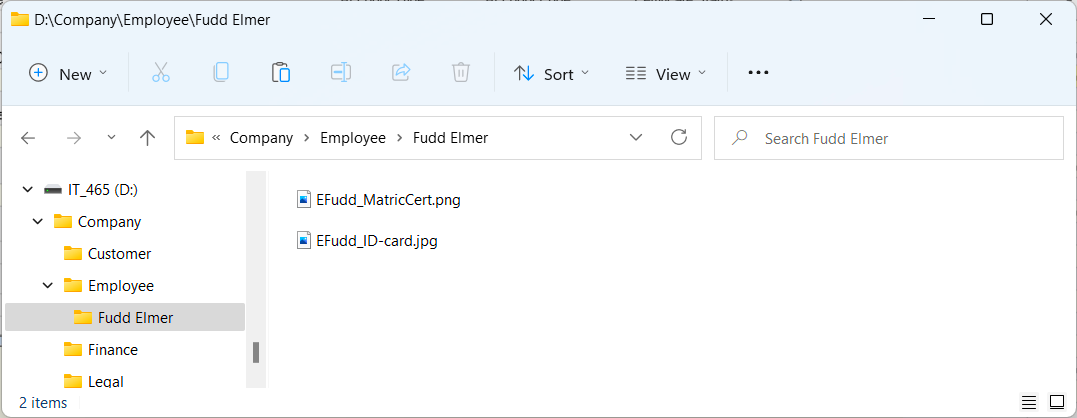 D:\Company\Employee\Fudd Elmer
New Sort View
« Company > Employee > Fudd Elmer
Search Fudd Elmer
IT_465 (D:)
Company
Customer
Employee
Fudd Elmer
Finance
Legal
EFudd_MatricCert.png
EFudd_ID-card.jpg
2 items